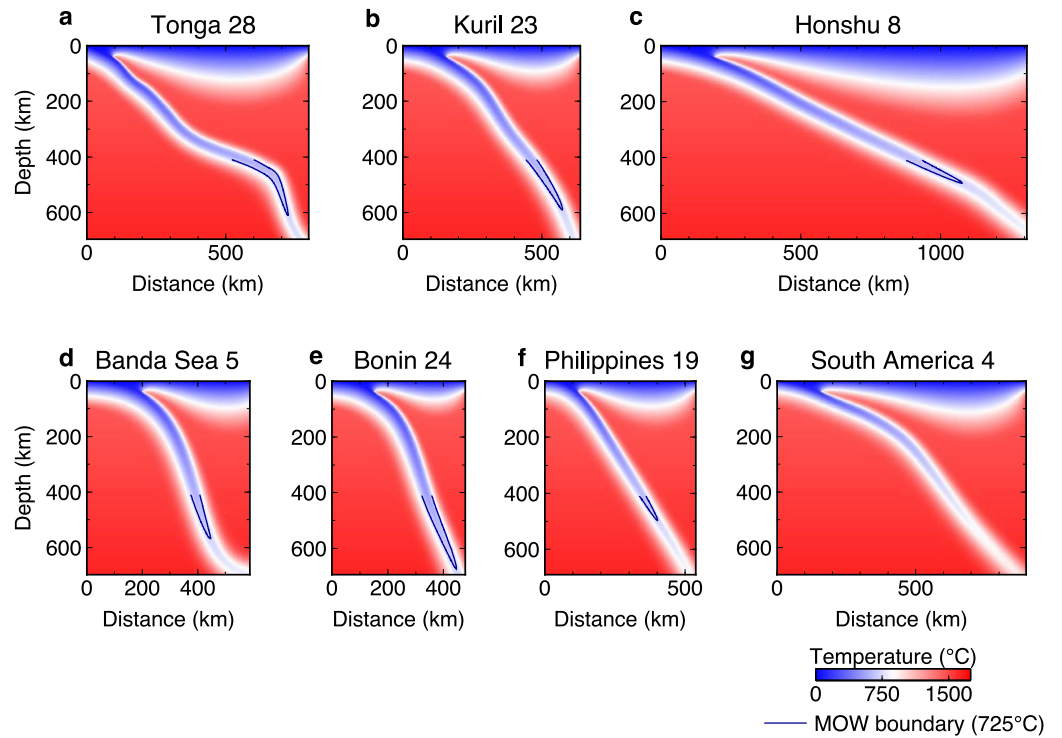 a Tonga 28
0
200
400
600
Depth (km)
0 500
Distance (km)
b Kuril 23
0
200
400
600
0 500
Distance (km)
c Honshu 8
0
200
400
600
0 500 1000
Distance (km)
d Banda Sea 5
0
200
400
600
Depth (km)
0 200 400
Distance (km)
e Bonin 24
0
200
400
600
0 200 400
Distance (km)
f Philippines 19
0
200
400
600
0 500
Distance (km)
g South America 4
0
200
400
600
0 500
Distance (km)
Temperature (°C)
0 750 1500
MOW boundary (725°C)